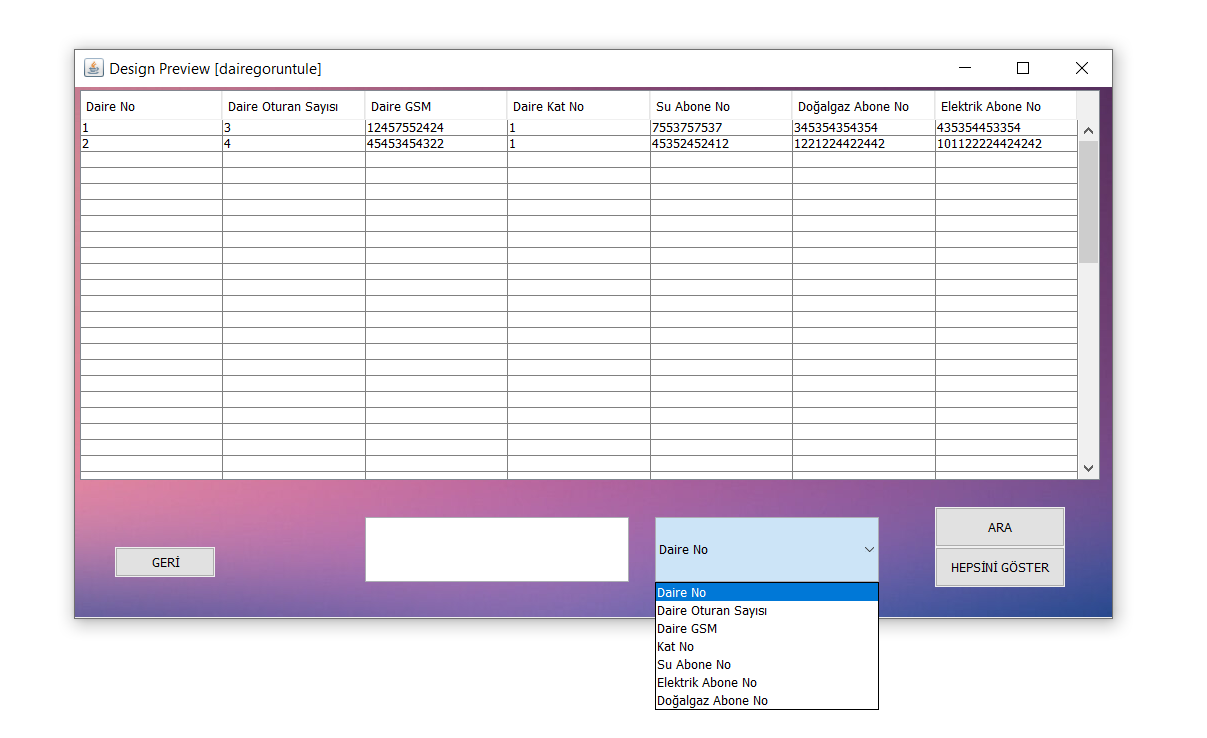 Design Preview [dairegoruntule]
Daire No Daire Oturan Sayısı Daire GSM Daire Kat No Su Abone No Doğalgaz Abone No Elektrik Abone No
1 3 12457552424 1 7553757537 345354354354 435354453354
2 4 45453454322 1 45352452412 1221224422442 101122224424242
GERİ
Daire No
ARA
HEPSİNİ GÖSTER
Daire No
Daire Oturan Sayısı
Daire GSM
Kat No
Su Abone No
Elektrik Abone No
Doğalgaz Abone No